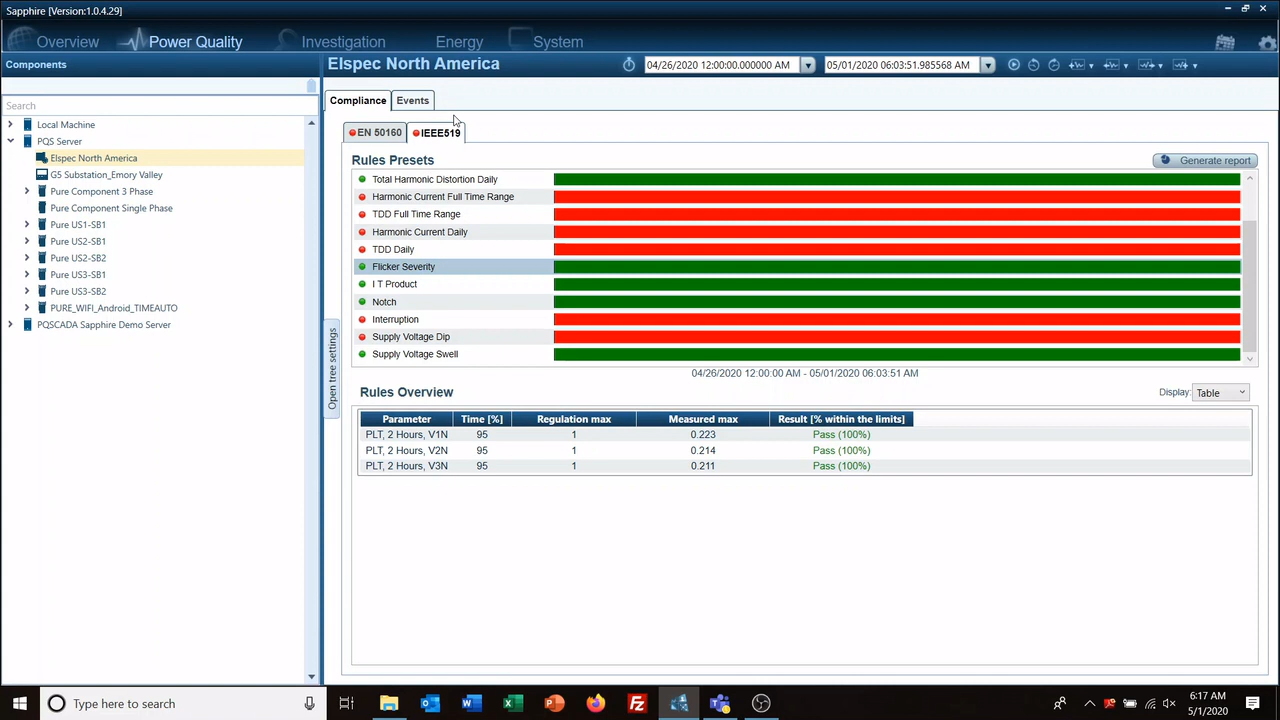 Sapphire [Version:1.0.4.29]
Overview Power Quality Investigation Energy System
Components
Elspec North America
04/26/2020 12:00:00.000000 AM 05/01/2020 06:03:51.985568 AM
Search
Local Machine
PQS Server
Elspec North America
G5 Substation_Emory Valley
Pure Component 3 Phase
Pure Component Single Phase
Pure US1-SB1
Pure US2-SB1
Pure US2-SB2
Pure US3-SB1
Pure US3-SB2
PURE_WIFI_Android_TIMEAUTO
PQSCADA Sapphire Demo Server
Open tree settings
Compliance Events
EN 50160 IEEE519
Rules Presets
Generate report
Total Harmonic Distortion Daily
Harmonic Current Full Time Range
TDD Full Time Range
Harmonic Current Daily
TDD Daily
Flicker Severity
I T Product
Notch
Interruption
Supply Voltage Dip
Supply Voltage Swell
04/26/2020 12:00:00 AM - 05/01/2020 06:03:51 AM
Rules Overview
Display: Table
Parameter Time [%] Regulation max Measured max Result [% within the limits]
PLT, 2 Hours, V1N 95 1 0.223 Pass (100%)
PLT, 2 Hours, V2N 95 1 0.214 Pass (100%)
PLT, 2 Hours, V3N 95 1 0.211 Pass (100%)
Type here to search
6:17 AM
5/1/2020